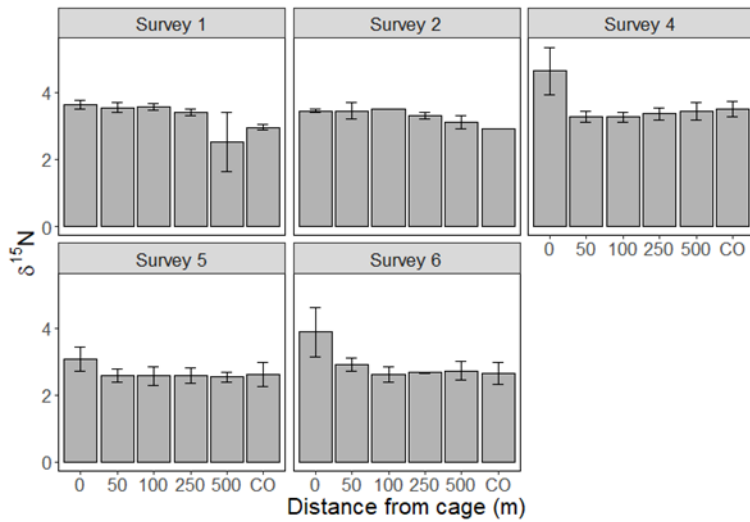 Survey 1
Survey 2
Survey 4
4
2
0
0 50 100 250 500 CO
Survey 5
Survey 6
4
2
0
0 50 100 250 500 CO
0 50 100 250 500 CO
δ¹⁵N
Distance from cage (m)